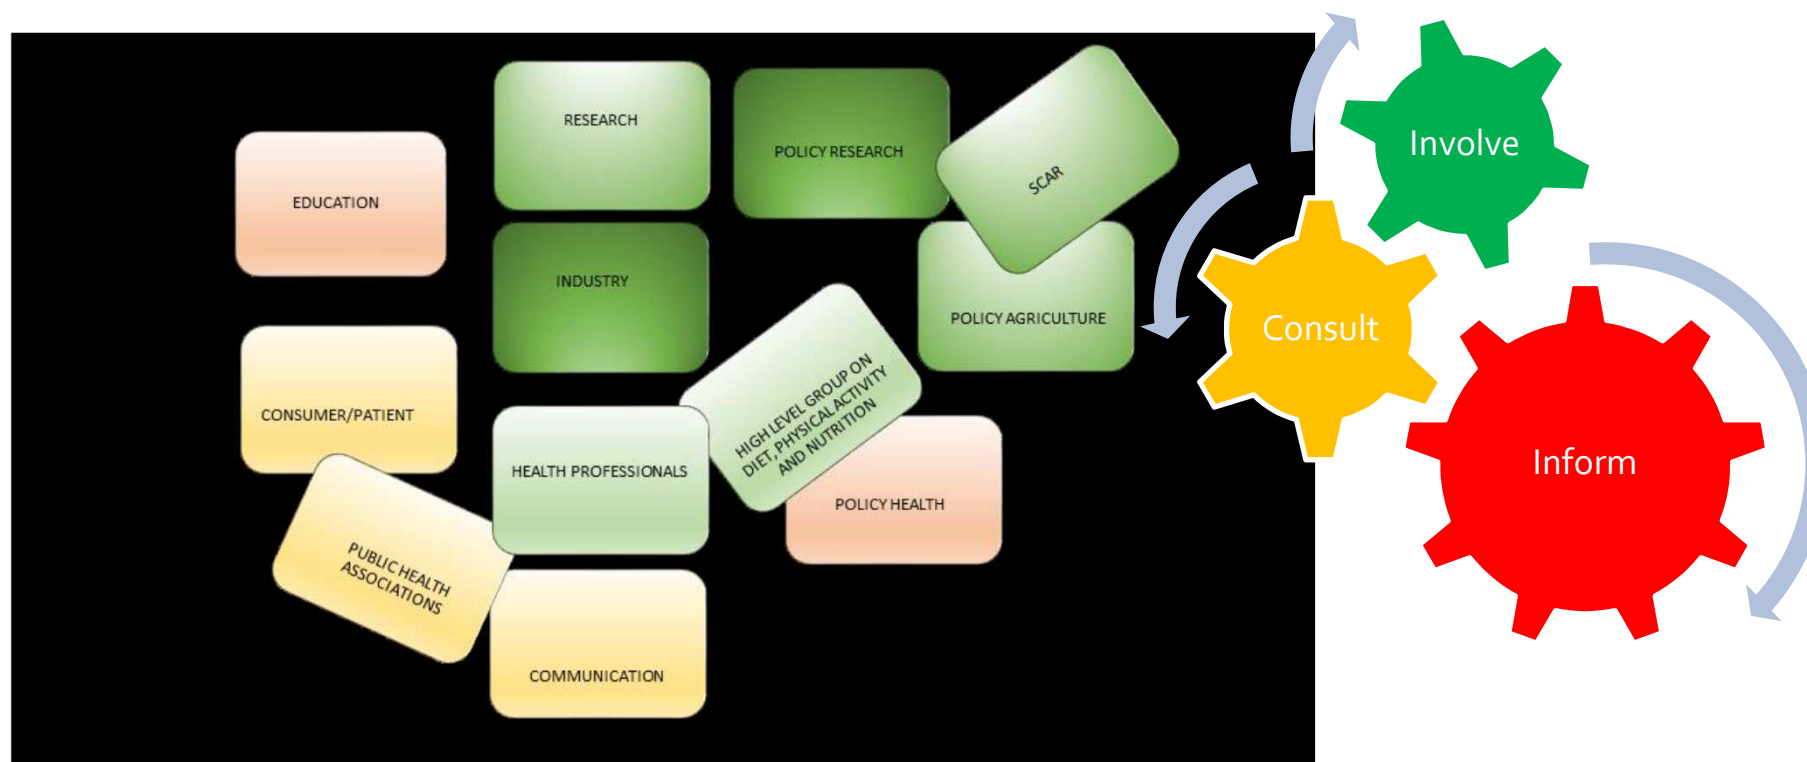 RESEARCH
POLICY RESEARCH
SCAR
EDUCATION
INDUSTRY
POLICY AGRICULTURE
CONSUMER/PATIENT
HEALTH PROFESSIONALS
HIGH LEVEL GROUP ON
DIET, PHYSICAL ACTIVITY
AND NUTRITION
POLICY HEALTH
PUBLIC HEALTH
ASSOCIATIONS
COMMUNICATION
Involve
Consult
Inform